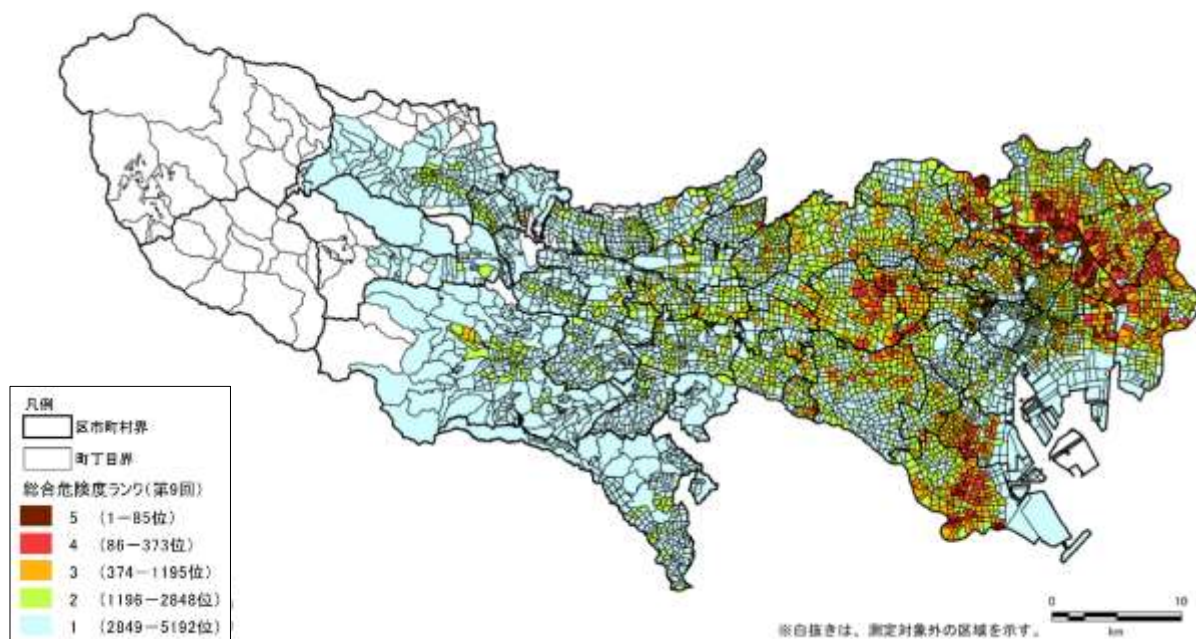 凡例
区市町村界
町丁目界
総合危険度ランク(第9回)
5 (1-85位)
4 (86-373位)
3 (374-1195位)
2 (1196-2848位)
1 (2849-5192位)
0 10
km
※白抜きは、測定対象外の区域を示す。